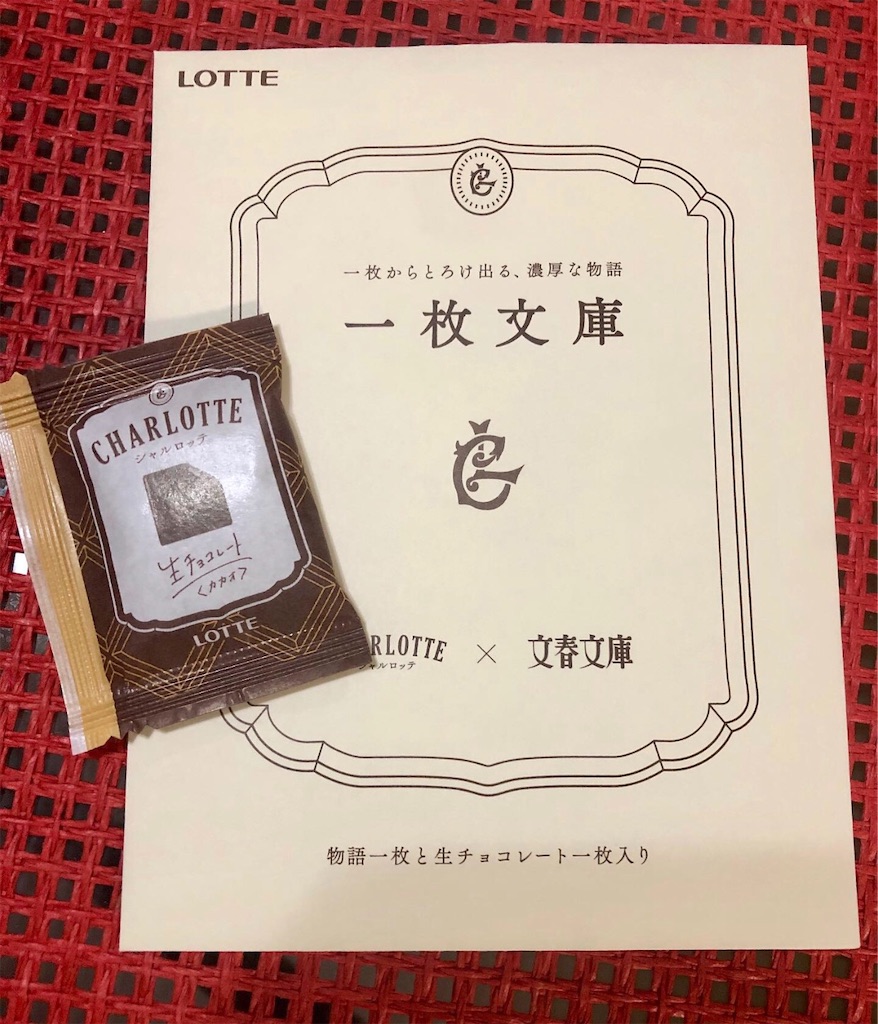 LOTTE
一枚からとろけ出る、濃厚な物語
一枚文庫
RLOTTE × 文春文庫
シャルロッテ
物語一枚と生チョコレート一枚入り
CHARLOTTE
シャルロッテ
生チョコレート
<カカオ>
LOTTE